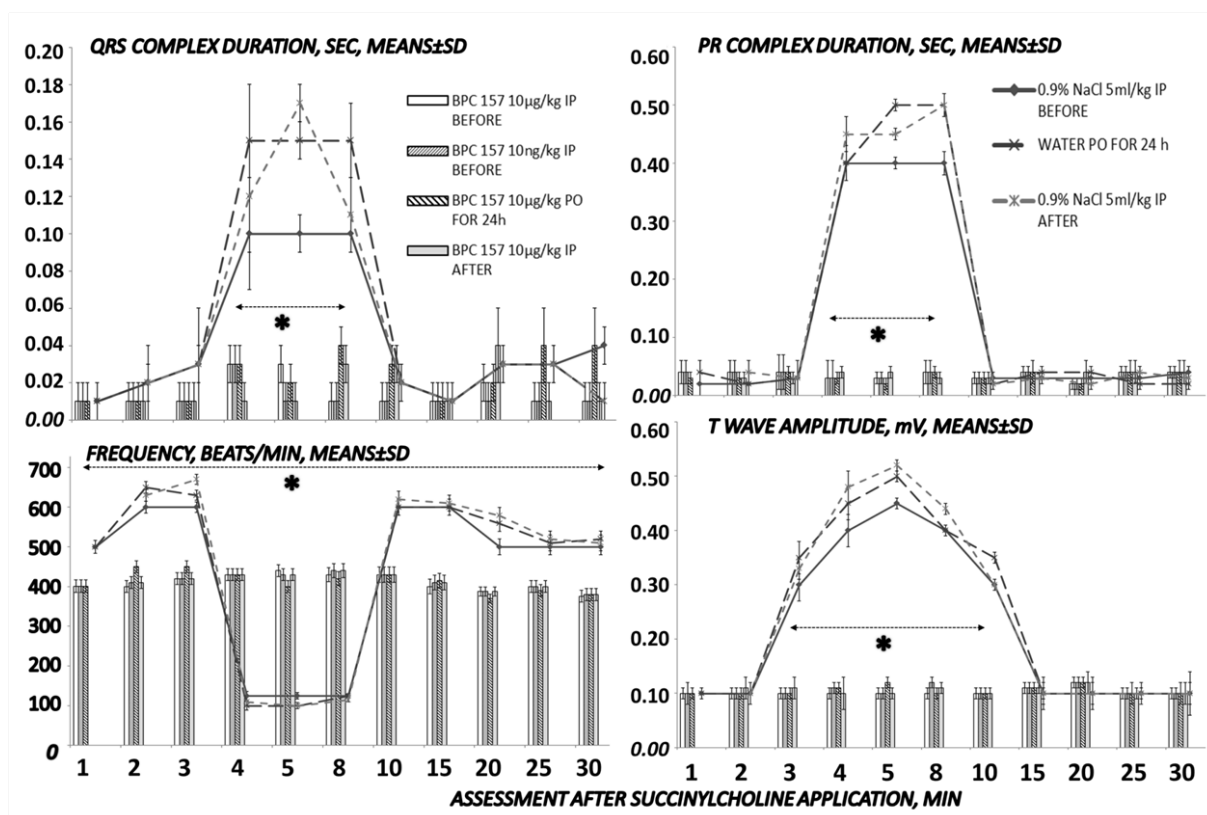 QRS COMPLEX DURATION, SEC, MEANS±SD
0.20
0.18
0.16
0.14
0.12
0.10
0.08
0.06
0.04
0.02
0.00
BPC 157 10µg/kg IP
BEFORE
BPC 157 10ng/kg IP
BEFORE
BPC 157 10µg/kg PO
FOR 24h
BPC 157 10µg/kg IP
AFTER
*
PR COMPLEX DURATION, SEC, MEANS±SD
0.60
0.50
0.40
0.30
0.20
0.10
0.00
0.9% NaCl 5ml/kg IP
BEFORE
WATER PO FOR 24 h
0.9% NaCl 5ml/kg IP
AFTER
*
FREQUENCY, BEATS/MIN, MEANS±SD
700
600
500
400
300
200
100
0
*
1 2 3 4 5 8 10 15 20 25 30
T WAVE AMPLITUDE, mV, MEANS±SD
0.60
0.50
0.40
0.30
0.20
0.10
0.00
*
1 2 3 4 5 8 10 15 20 25 30
ASSESSMENT AFTER SUCCINYLCHOLINE APPLICATION, MIN